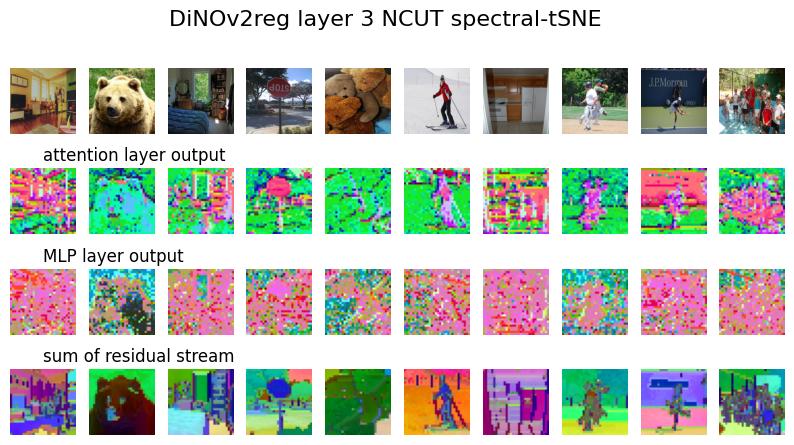 DiNOv2reg layer 3 NCUT spectral-tSNE
STOP
J.P.Morgan
attention layer output
MLP layer output
sum of residual stream